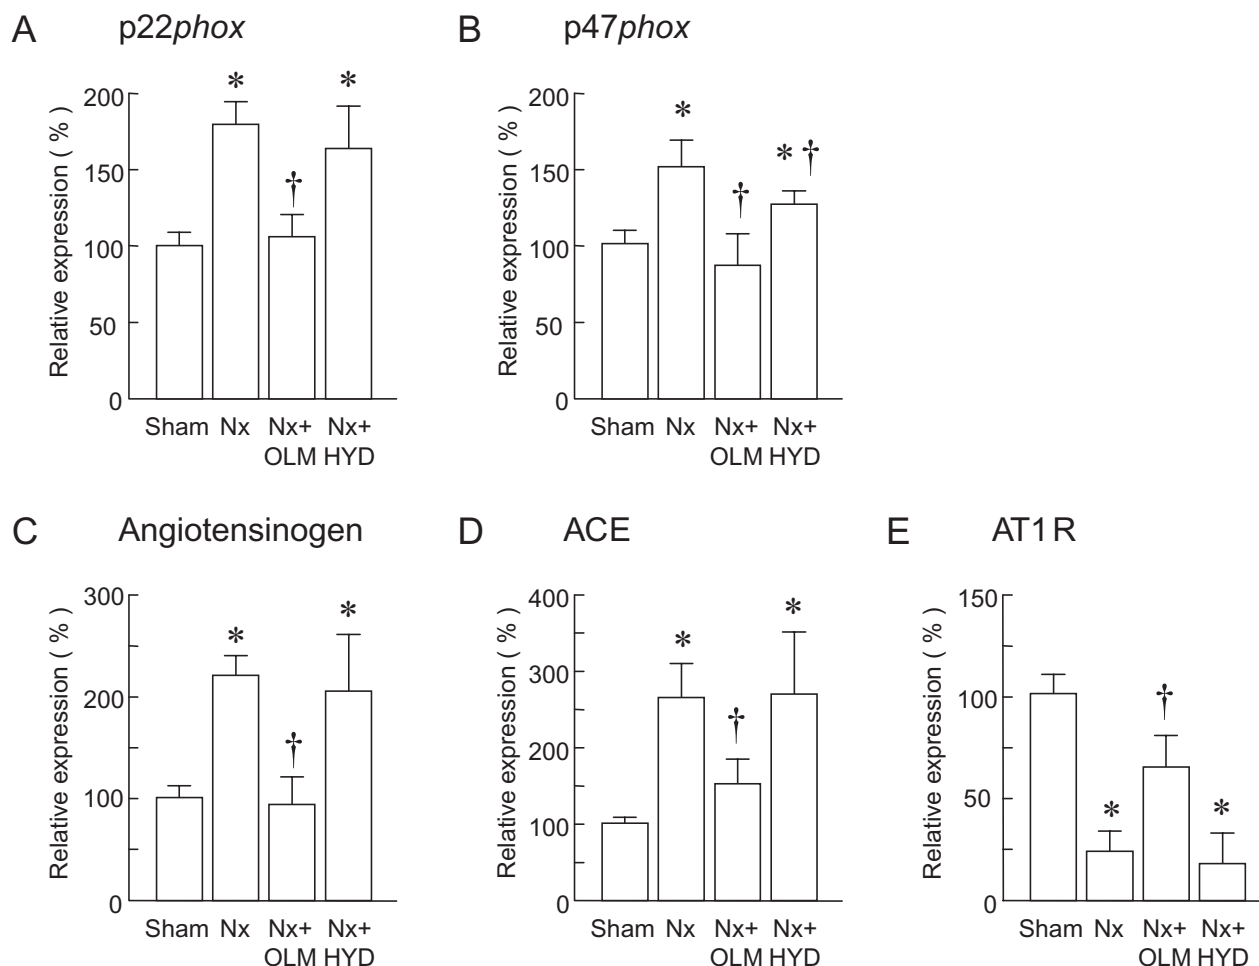 A p22phox
Relative expression ( % )
200
150
100
50
0
*
†
*
Sham Nx Nx+ Nx+
OLM HYD
B p47phox
Relative expression ( % )
200
150
100
50
0
*
†
* †
Sham Nx Nx+ Nx+
OLM HYD
C Angiotensinogen
Relative expression ( % )
300
200
100
0
*
†
*
Sham Nx Nx+ Nx+
OLM HYD
D ACE
Relative expression ( % )
400
300
200
100
0
*
†
*
Sham Nx Nx+ Nx+
OLM HYD
E AT1R
Relative expression ( % )
150
100
50
0
*
†
*
Sham Nx Nx+ Nx+
OLM HYD